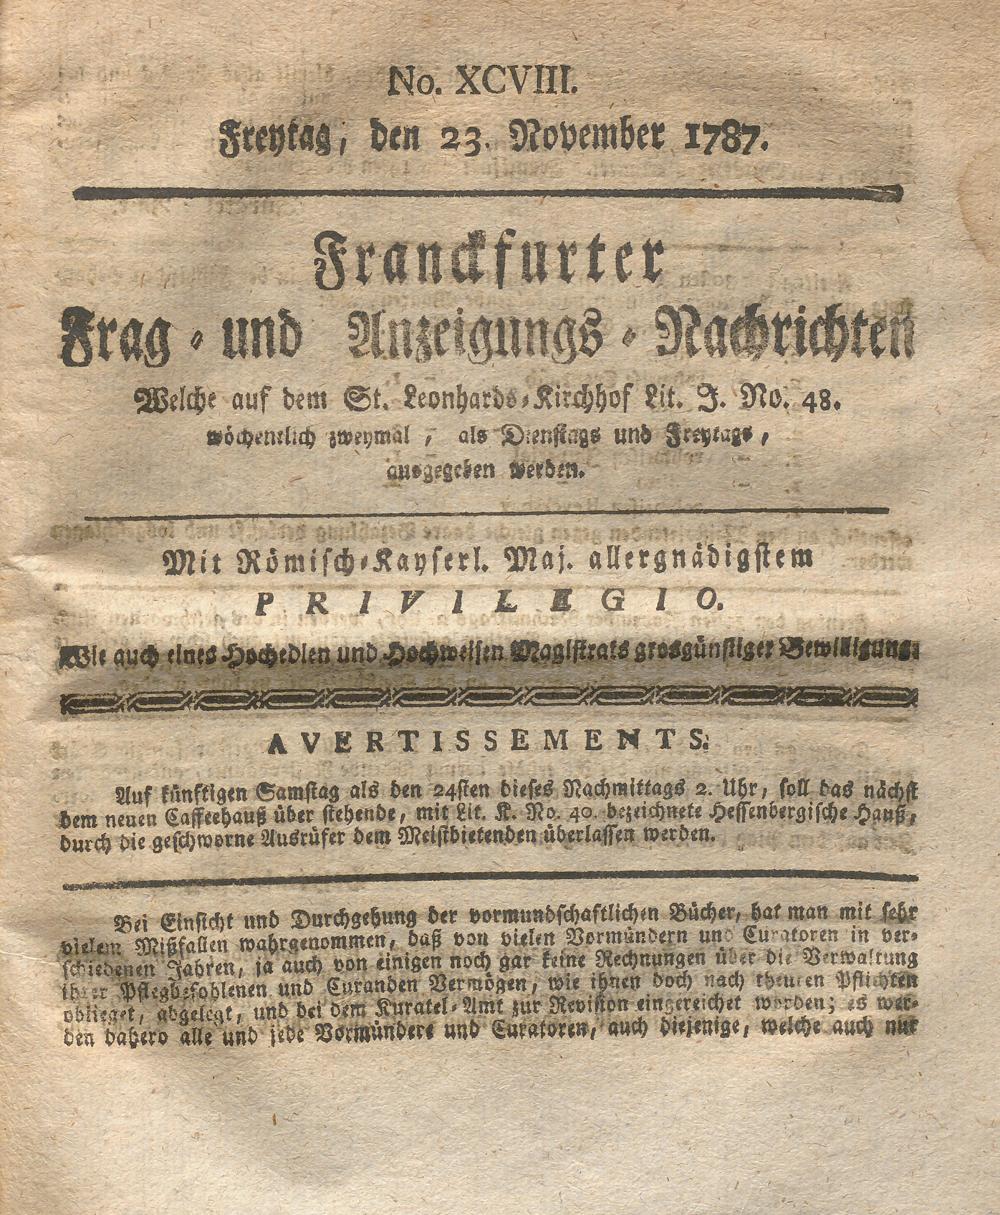 No. XCVIII.
Freytag, den 23. November 1787.
Franckfurter
Frag - und Anzeigungs - Nachrichten
Welche auf dem St. Leonhards-Kirchhof Lit. J. No. 48.
wöchentlich zweymal, als Dienstags und Freytags,
ausgegeben werden.
Mit Römisch-Kayserl. Maj. allergnädigstem
PRIVILEGIO.
Wie auch eines Hochedlen und Hochweisen Magistrats grosgünstiger Bewilligung.
AVERTISSEMENTS.
Auf künftigen Samstag als den 24sten dieses Nachmittags 2. Uhr, soll das nächst
dem neuen Caffeehauß über stehende, mit Lit. K. No. 40. bezeichnete Hessenbergische Hauß,
durch die geschworne Ausrüfer dem Meistbietenden überlassen werden.
Bei Einsicht und Durchgehung der vormundschaftlichen Bücher, hat man mit sehr
vielem Mißfallen wahrgenommen, daß von vielen Vormündern und Curatoren in ver-
schiedenen Jahren, ja auch von einigen noch gar keine Rechnungen über die Verwaltung
ihrer Pflegbefohlenen und Curanden Vermögen, wie ihnen doch nach theuren Pflichten
oblieget, abgelegt, und bei dem Kuratel-Amt zur Revision eingereichet worden; es wer-
den dahero alle und jede Vormündere und Curatoren, auch diejenige, welche auch nur